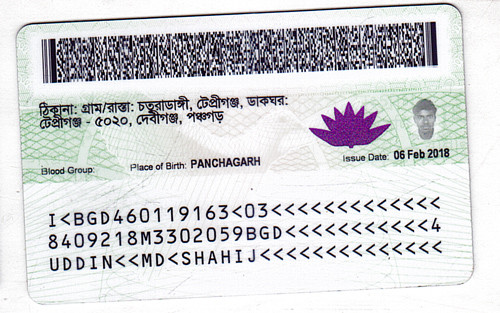 ঠিকানা: গ্রাম/রাস্তা: চতুরাডাঙ্গী, টেপ্রীগঞ্জ, ডাকঘর:
টেপ্রীগঞ্জ - ৫০২০, দেবীগঞ্জ, পঞ্চগড়
Blood Group: Place of Birth: PANCHAGARH Issue Date: 06 Feb 2018
I<BGD460119163<03<<<<<<<<<<<<<
8409218M3302059BGD<<<<<<<<<<<4
UDDIN<<MD<SHAHIJ<<<<<<<<<<<<<<